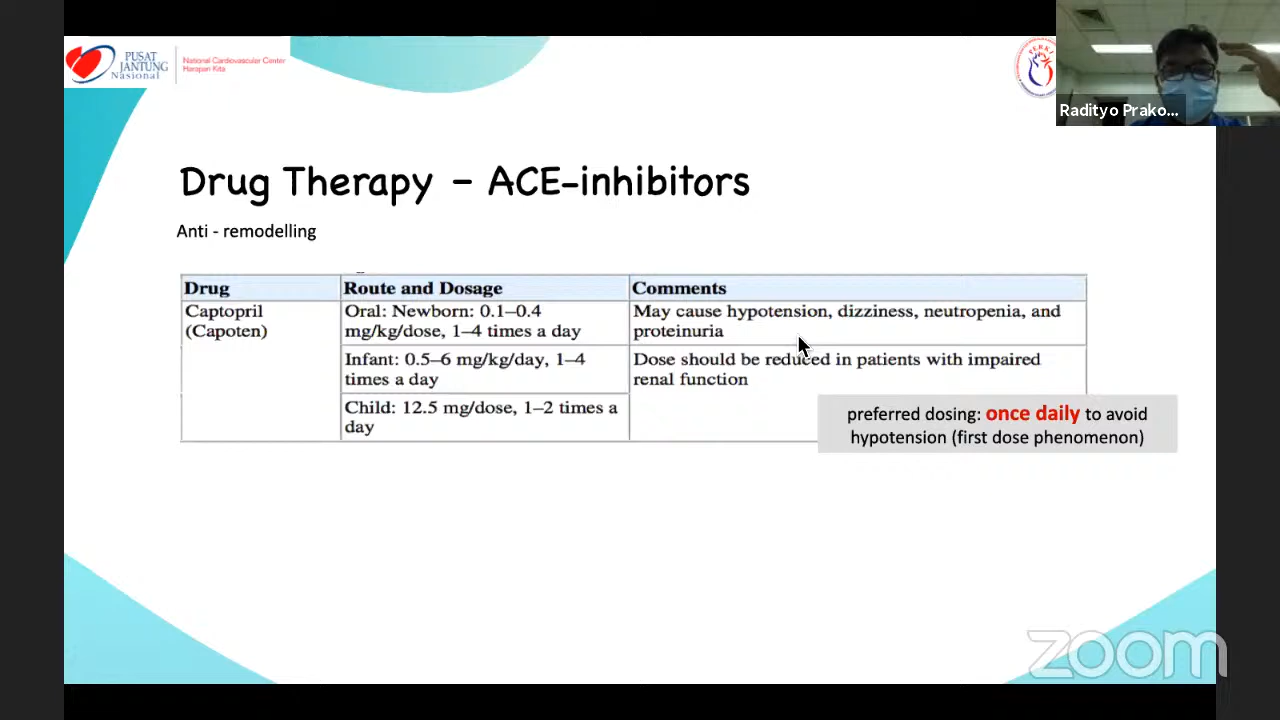 PUSAT
JANTUNG
Nasional
National Cardiovascular Center
Harapan Kita
PERKI
Radityo Prako...
Drug Therapy – ACE-inhibitors
Anti - remodelling
Drug
Route and Dosage
Comments
Captopril
(Capoten)
Oral: Newborn: 0.1–0.4
mg/kg/dose, 1–4 times a day
May cause hypotension, dizziness, neutropenia, and
proteinuria
Infant: 0.5–6 mg/kg/day, 1–4
times a day
Dose should be reduced in patients with impaired
renal function
Child: 12.5 mg/dose, 1–2 times a
day
preferred dosing: once daily to avoid
hypotension (first dose phenomenon)
zoom